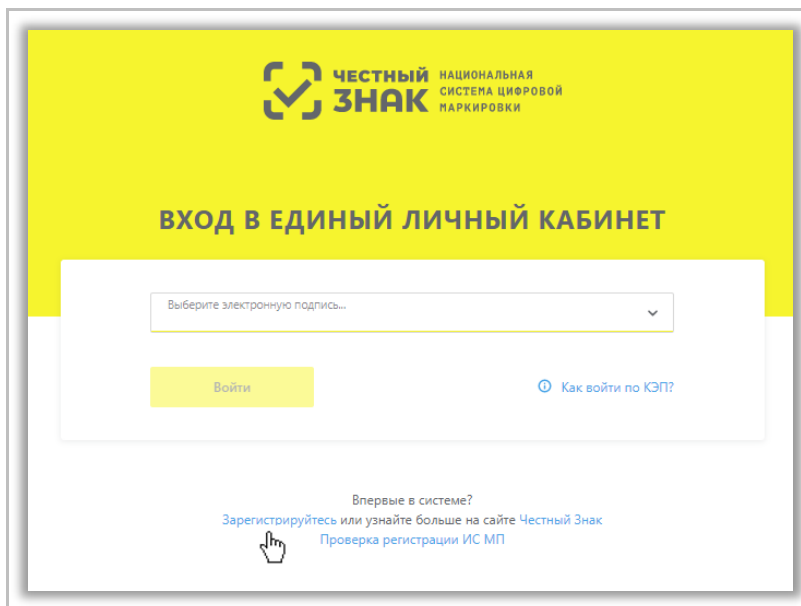 ЧЕСТНЫЙ
ЗНАК
НАЦИОНАЛЬНАЯ
СИСТЕМА ЦИФРОВОЙ
МАРКИРОВКИ
ВХОД В ЕДИНЫЙ ЛИЧНЫЙ КАБИНЕТ
Выберите электронную подпись...
Войти
Как войти по КЭП?
Впервые в системе?
Зарегистрируйтесь или узнайте больше на сайте Честный Знак
Проверка регистрации ИС МП